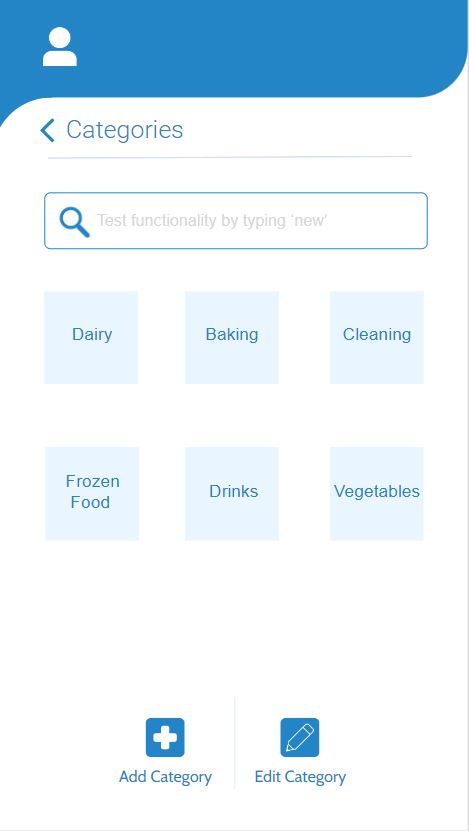 Categories
Test functionality by typing ‘new’
Dairy
Baking
Cleaning
Frozen
Food
Drinks
Vegetables
Add Category
Edit Category